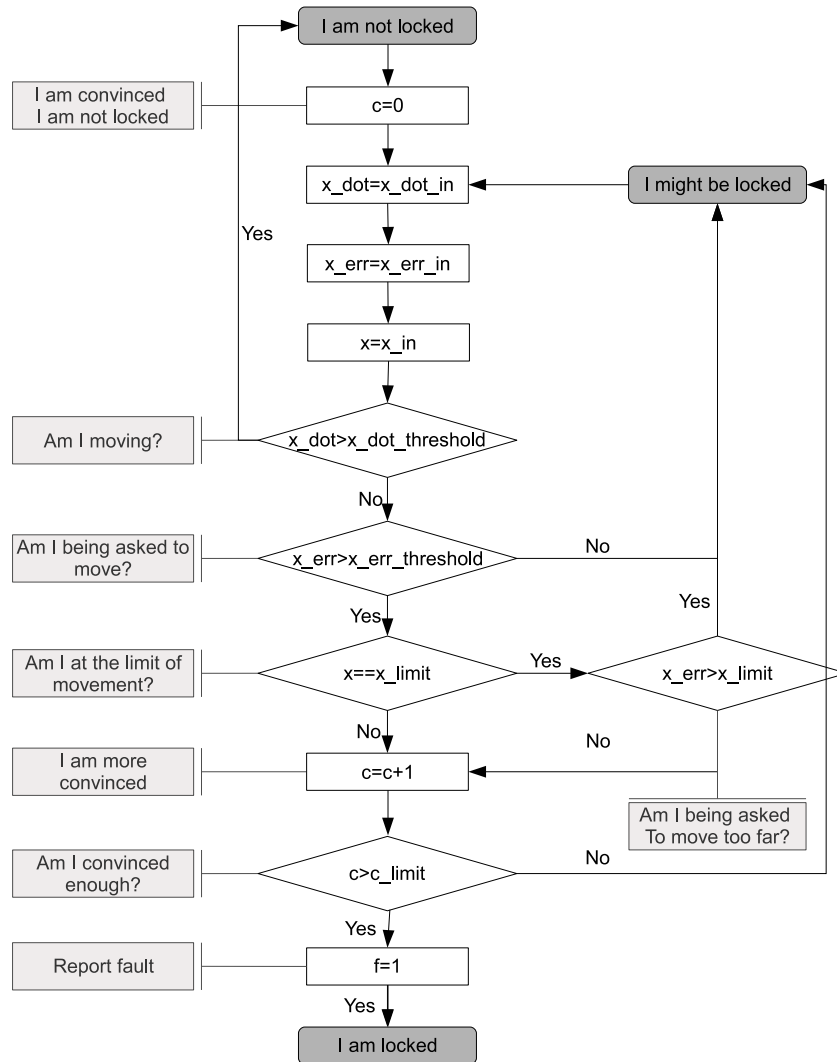 I am not locked
I am convinced
I am not locked
c=0
x_dot=x_dot_in
I might be locked
Yes
x_err=x_err_in
x=x_in
Am I moving?
x_dot>x_dot_threshold
No
Am I being asked to
move?
x_err>x_err_threshold
No
Yes
Yes
Am I at the limit of
movement?
x==x_limit
Yes
x_err>x_limit
No
No
I am more
convinced
c=c+1
Am I being asked
To move too far?
Am I convinced
enough?
c>c_limit
No
Yes
Report fault
f=1
Yes
I am locked